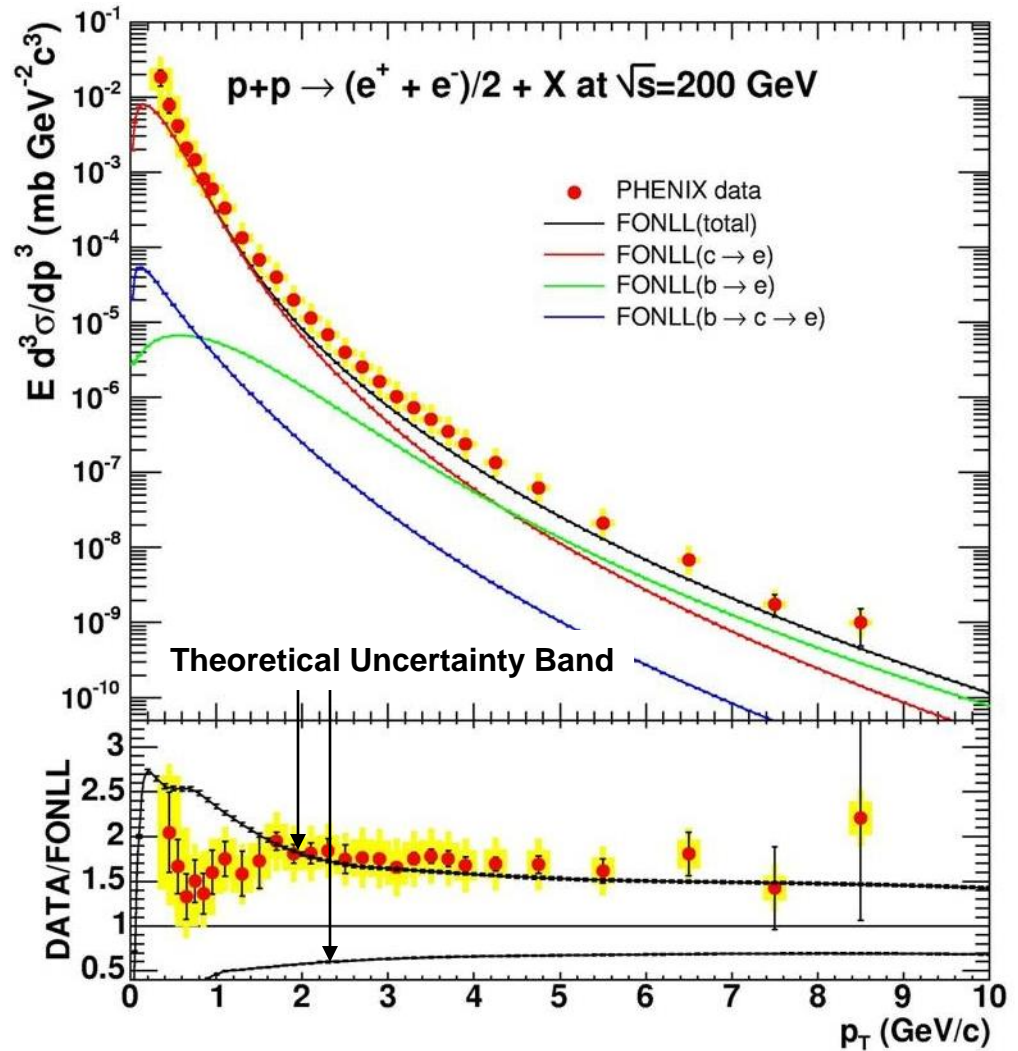 p+p → (e⁺ + e⁻)/2 + X at √s=200 GeV
E d³σ/dp³ (mb GeV⁻²c³)
10⁻¹
10⁻²
10⁻³
10⁻⁴
10⁻⁵
10⁻⁶
10⁻⁷
10⁻⁸
10⁻⁹
10⁻¹⁰
PHENIX data
FONLL(total)
FONLL(c → e)
FONLL(b → e)
FONLL(b → c → e)
Theoretical Uncertainty Band
DATA/FONLL
3
2.5
2
1.5
1
0.5
0 1 2 3 4 5 6 7 8 9 10
p_T (GeV/c)